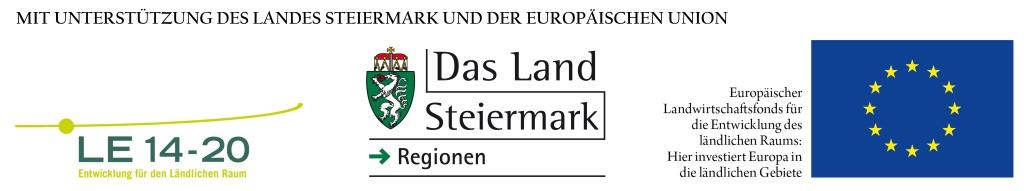 MIT UNTERSTÜTZUNG DES LANDES STEIERMARK UND DER EUROPÄISCHEN UNION
LE 14-20
Entwicklung für den Ländlichen Raum
Das Land
Steiermark
→ Regionen
Europäischer
Landwirtschaftsfonds für
die Entwicklung des
ländlichen Raums:
Hier investiert Europa in
die ländlichen Gebiete